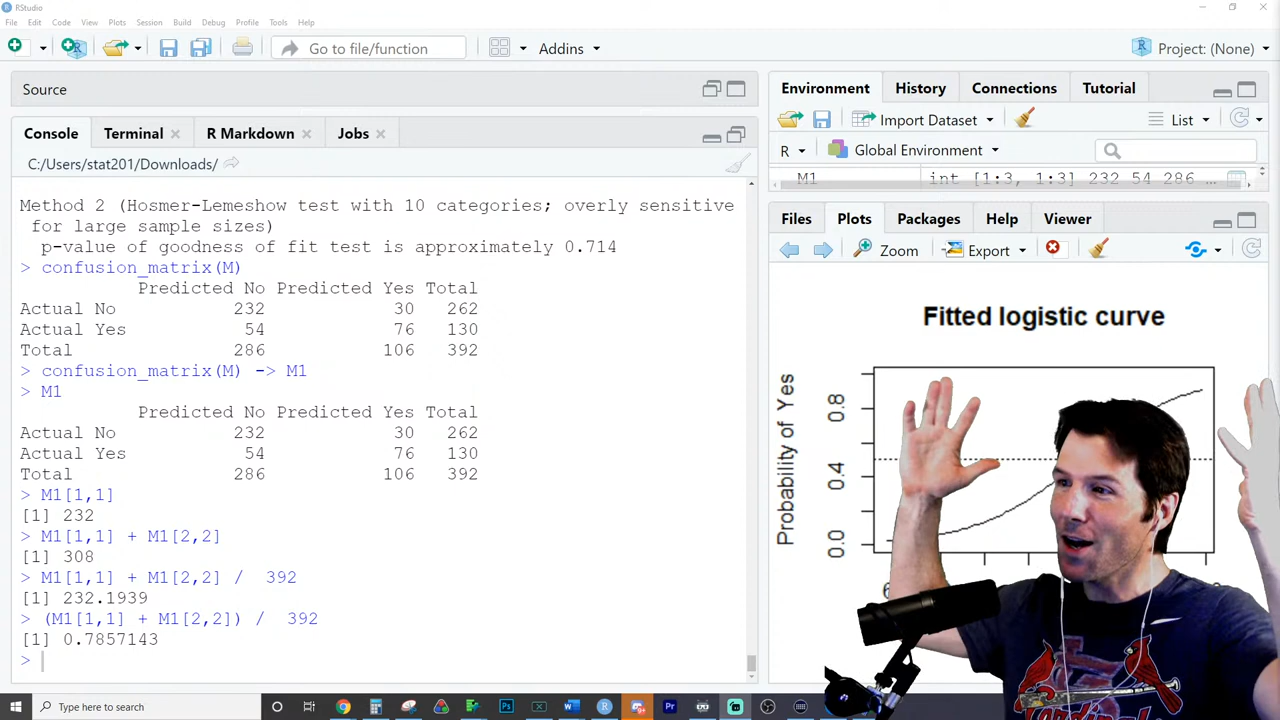 RStudio
File Edit Code View Plots Session Build Debug Profile Tools Help
Go to file/function Addins Project: (None)
Source
Console Terminal R Markdown Jobs
C:/Users/stat201/Downloads/
Method 2 (Hosmer-Lemeshow test with 10 categories; overly sensitive
for large sample sizes)
p-value of goodness of fit test is approximately 0.714
> confusion_matrix(M)
Predicted No Predicted Yes Total
Actual No 232 30 262
Actual Yes 54 76 130
Total 286 106 392
> confusion_matrix(M) -> M1
> M1
Predicted No Predicted Yes Total
Actual No 232 30 262
Actual Yes 54 76 130
Total 286 106 392
> M1[1,1]
[1] 232
> M1[1,1] + M1[2,2]
[1] 308
> M1[1,1] + M1[2,2] / 392
[1] 232.1939
> (M1[1,1] + M1[2,2]) / 392
[1] 0.7857143
>
Environment History Connections Tutorial
Import Dataset List
R Global Environment
M1 int [1:3, 1:3] 232 54 286 ...
Files Plots Packages Help Viewer
Zoom Export
Fitted logistic curve
Probability of Yes
0.8
0.4
0.0
Cardinals
Type here to search